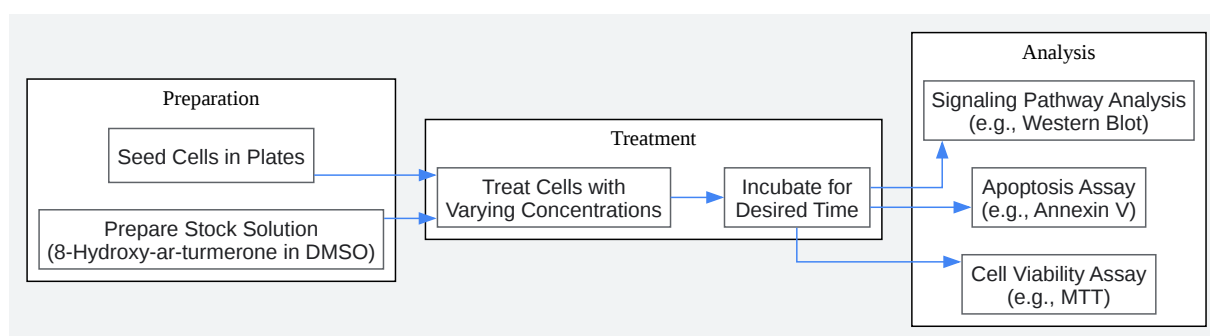 Preparation
Seed Cells in Plates
Prepare Stock Solution
(8-Hydroxy-ar-turmerone in DMSO)
Treatment
Treat Cells with
Varying Concentrations
Incubate for
Desired Time
Analysis
Signaling Pathway Analysis
(e.g., Western Blot)
Apoptosis Assay
(e.g., Annexin V)
Cell Viability Assay
(e.g., MTT)